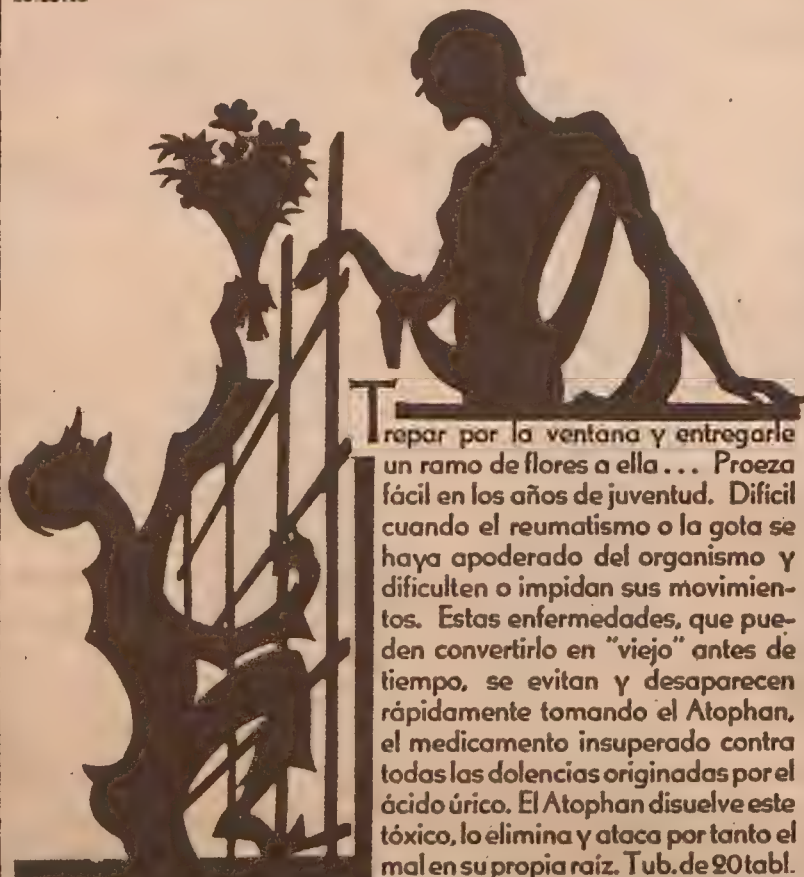 Trepar por la ventana y entregarle
un ramo de flores a ella... Proeza
fácil en los años de juventud. Difícil
cuando el reumatismo o la gota se
haya apoderado del organismo y
dificulten o impidan sus movimien-
tos. Estas enfermedades, que pue-
den convertirlo en "viejo" antes de
tiempo, se evitan y desaparecen
rápidamente tomando el Atophan,
el medicamento insuperado contra
todas las dolencias originadas por el
ácido úrico. El Atophan disuelve este
tóxico, lo elimina y ataca por tanto el
mal en su propia raíz. Tub. de 20 tabl.